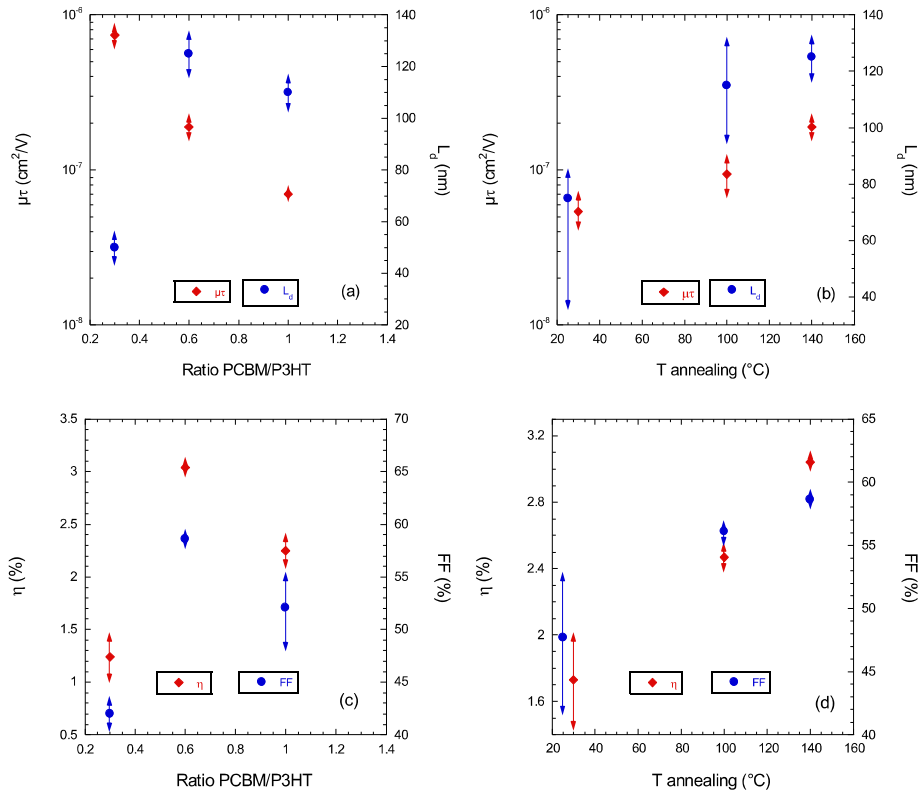 10⁻⁶
10⁻⁷
10⁻⁸
μτ (cm²/V)
140
120
100
80
60
40
20
L_d (nm)
μτ
L_d
(a)
0.2 0.4 0.6 0.8 1 1.2 1.4
Ratio PCBM/P3HT
10⁻⁶
10⁻⁷
10⁻⁸
μτ (cm²/V)
140
120
100
80
60
40
L_d (nm)
μτ
L_d
(b)
20 40 60 80 100 120 140 160
T annealing (°C)
3.5
3
2.5
2
1.5
1
0.5
η (%)
70
65
60
55
50
45
40
FF (%)
η
FF
(c)
0.2 0.4 0.6 0.8 1 1.2 1.4
Ratio PCBM/P3HT
3.2
2.8
2.4
2
1.6
η (%)
65
60
55
50
45
40
FF (%)
η
FF
(d)
20 40 60 80 100 120 140 160
T annealing (°C)